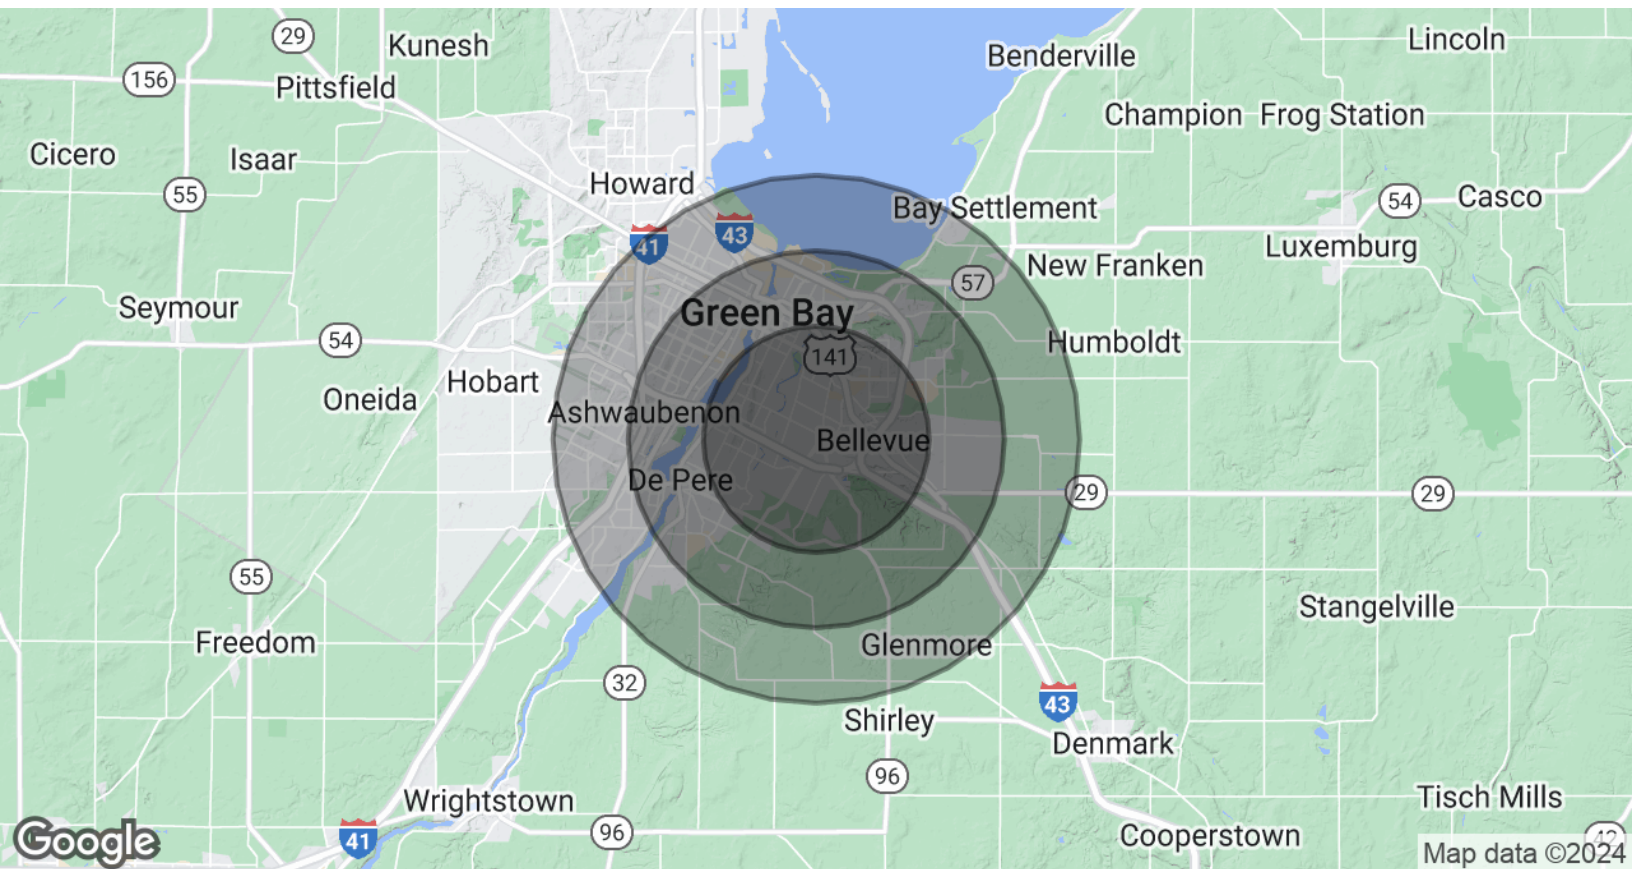 29
Kunesh
Lincoln
Benderville
156
Pittsfield
Champion
Frog Station
Cicero
Isaar
55
Howard
54
Casco
Bay Settlement
41
43
Luxemburg
New Franken
57
Seymour
Green Bay
54
141
Humboldt
Hobart
Oneida
Ashwaubenon
Bellevue
De Pere
29
29
55
Stangelville
Freedom
Glenmore
32
43
Shirley
Denmark
96
Wrightstown
Tisch Mills
41
96
Cooperstown
42
Google
Map data ©2024